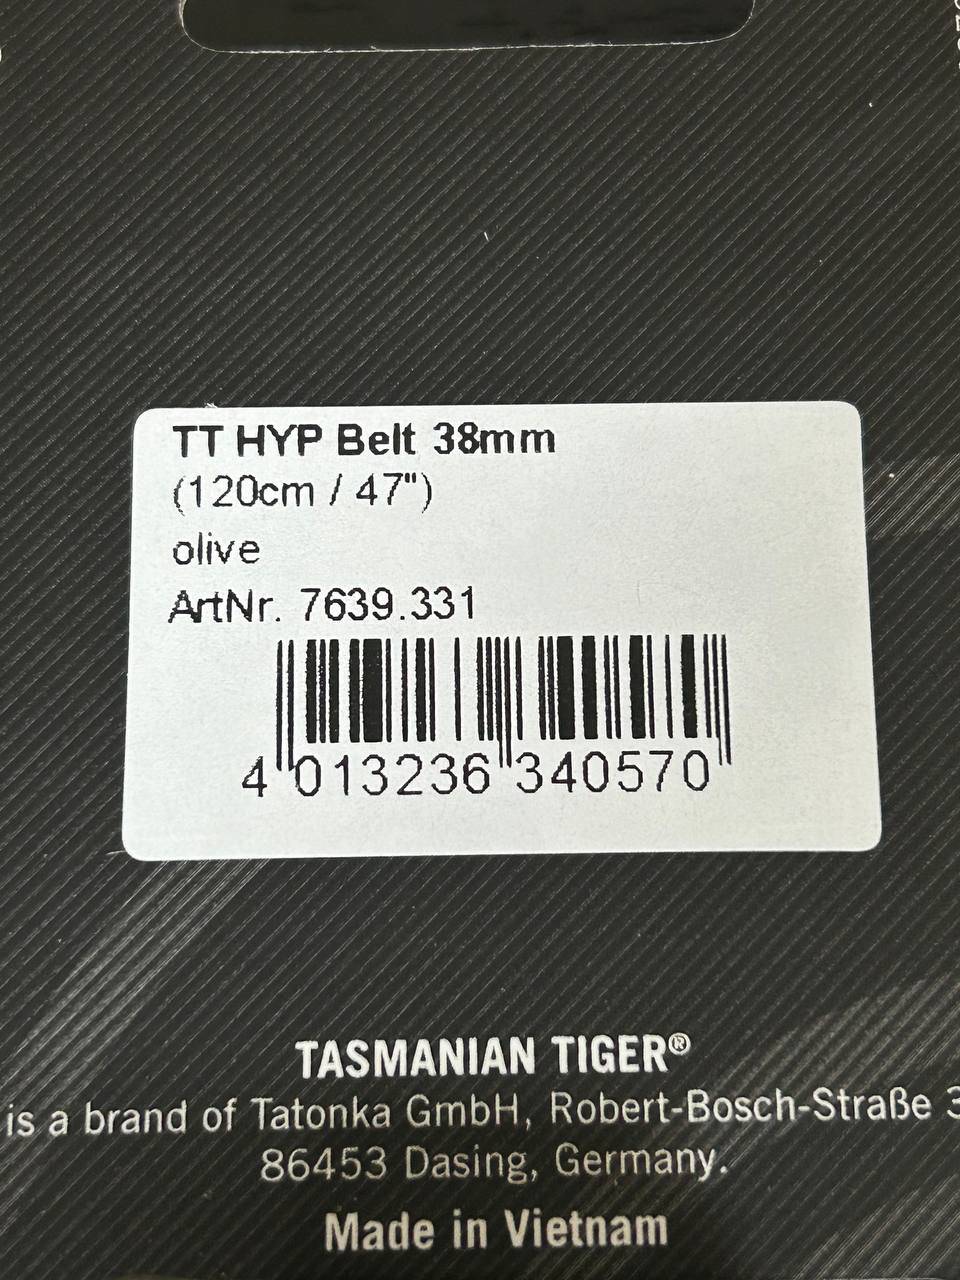 TT HYP Belt 38mm
(120cm / 47")
olive
ArtNr. 7639.331
4 013236 340570
TASMANIAN TIGER®
is a brand of Tatonka GmbH, Robert-Bosch-Straße 3
86453 Dasing, Germany.
Made in Vietnam